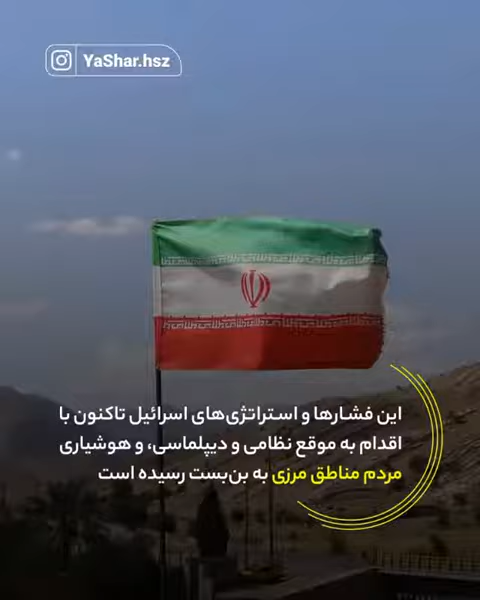 YaShar.hsz
این فشارها و استراتژی‌های اسرائیل تاکنون با
اقدام به موقع نظامی و دیپلماسی، و هوشیاری
مردم مناطق مرزی به بن‌بست رسیده است